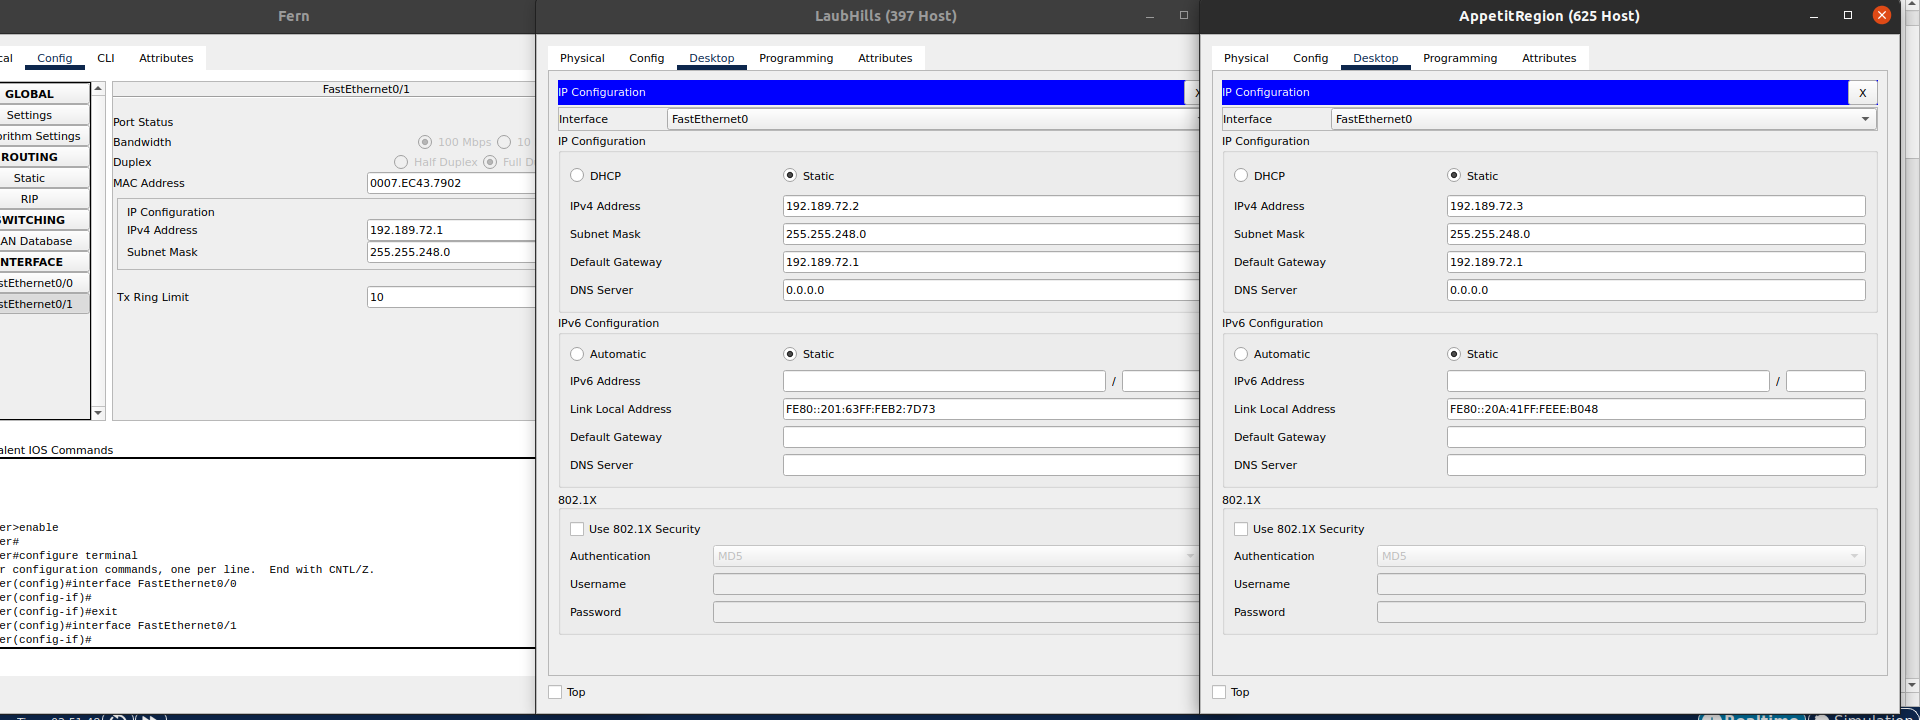 Fern
al
Config
CLI
Attributes
GLOBAL
Settings
rithm Settings
ROUTING
Static
RIP
WITCHING
AN Database
NTERFACE
stEthernet0/0
stEthernet0/1
FastEthernet0/1
Port Status
Bandwidth
100 Mbps
10
Duplex
Half Duplex
Full D
MAC Address
0007.EC43.7902
IP Configuration
IPv4 Address
192.189.72.1
Subnet Mask
255.255.248.0
Tx Ring Limit
10
alent IOS Commands
er>enable
er#
er#configure terminal
r configuration commands, one per line.  End with CNTL/Z.
er(config)#interface FastEthernet0/0
er(config-if)#
er(config-if)#exit
er(config)#interface FastEthernet0/1
er(config-if)#
LaubHills (397 Host)
Physical
Config
Desktop
Programming
Attributes
IP Configuration
X
Interface
FastEthernet0
IP Configuration
DHCP
Static
IPv4 Address
192.189.72.2
Subnet Mask
255.255.248.0
Default Gateway
192.189.72.1
DNS Server
0.0.0.0
IPv6 Configuration
Automatic
Static
IPv6 Address
/
Link Local Address
FE80::201:63FF:FEB2:7D73
Default Gateway
DNS Server
802.1X
Use 802.1X Security
Authentication
MD5
Username
Password
Top
AppetitRegion (625 Host)
Physical
Config
Desktop
Programming
Attributes
IP Configuration
X
Interface
FastEthernet0
IP Configuration
DHCP
Static
IPv4 Address
192.189.72.3
Subnet Mask
255.255.248.0
Default Gateway
192.189.72.1
DNS Server
0.0.0.0
IPv6 Configuration
Automatic
Static
IPv6 Address
/
Link Local Address
FE80::20A:41FF:FEEE:B048
Default Gateway
DNS Server
802.1X
Use 802.1X Security
Authentication
MD5
Username
Password
Top
Realtime
Simulation